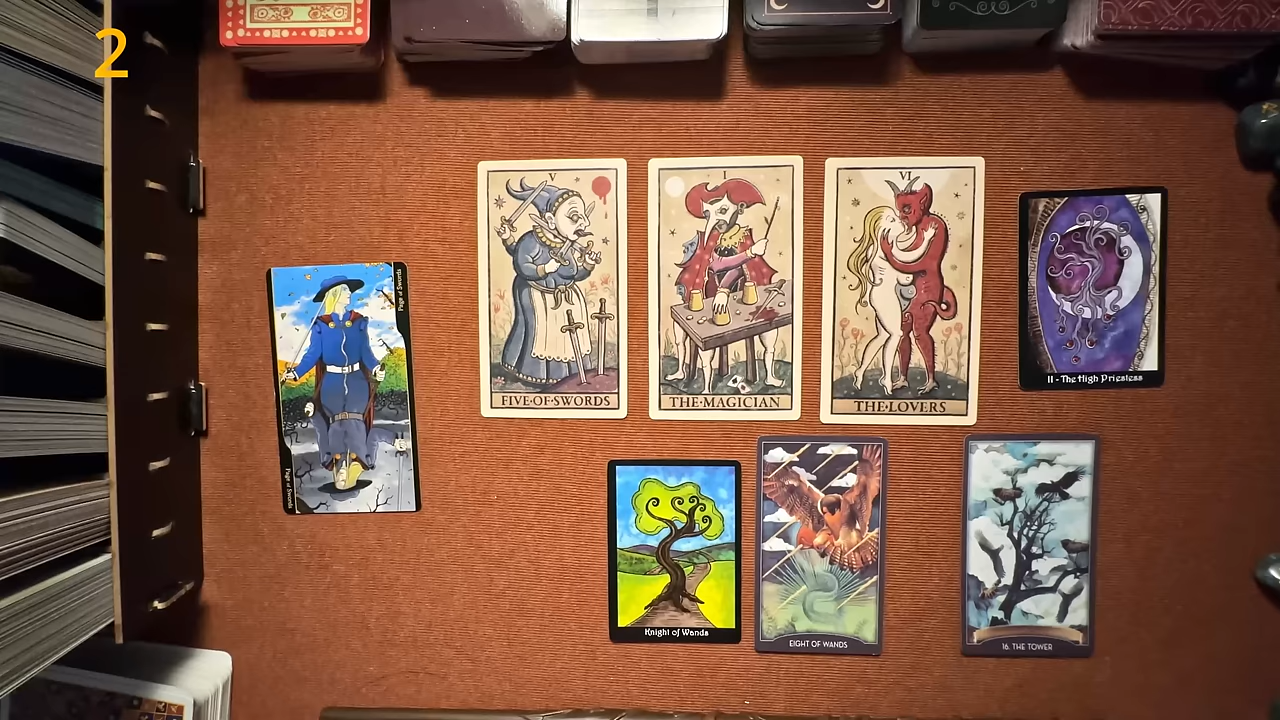 2
V
FIVE·OF·SWORDS
I
THE·MAGICIAN
VI
THE·LOVERS
II - The High Priestess
Page of Swords
Page of Swords
Knight of Wands
EIGHT OF WANDS
16. THE TOWER